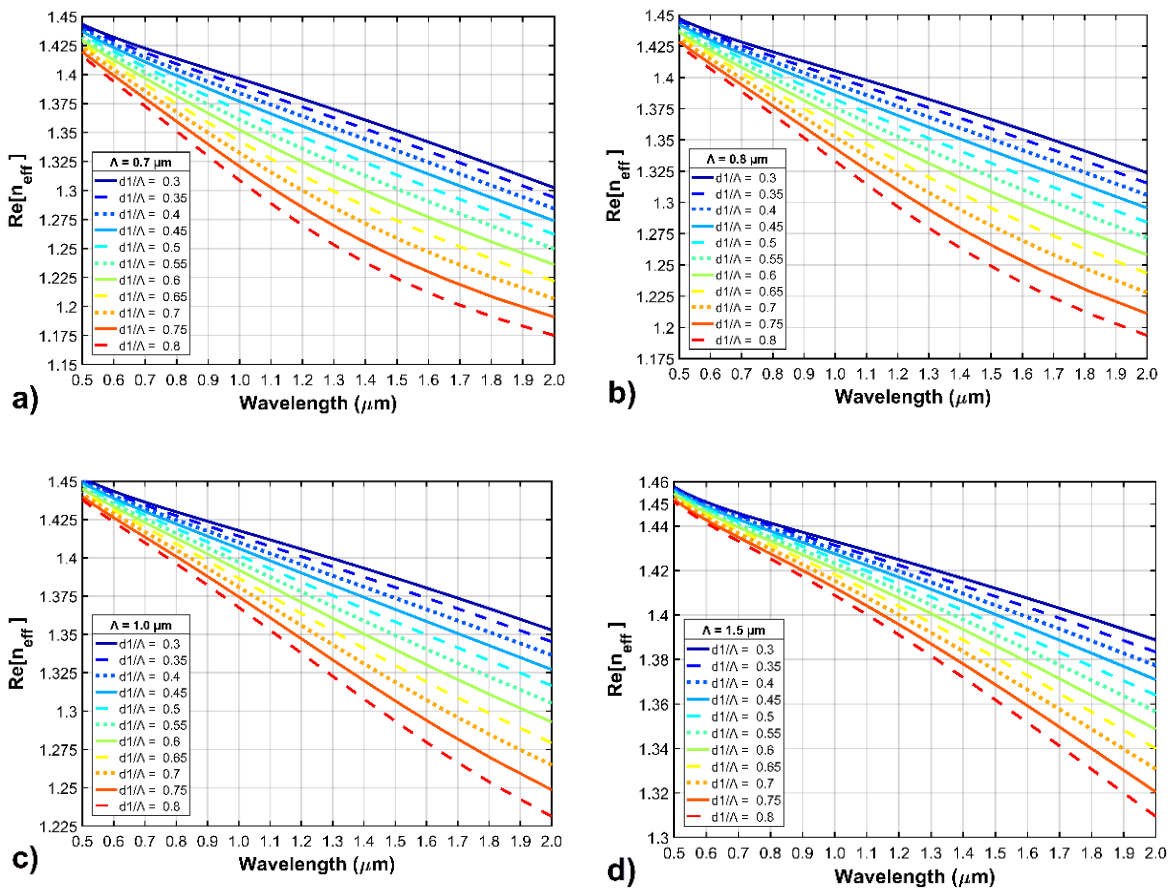 1.45
1.425
1.4
1.375
1.35
1.325
1.3
1.275
1.25
1.225
1.2
1.175
1.15
Re[neff]
Λ = 0.7 µm
d1/Λ = 0.3
d1/Λ = 0.35
d1/Λ = 0.4
d1/Λ = 0.45
d1/Λ = 0.5
d1/Λ = 0.55
d1/Λ = 0.6
d1/Λ = 0.65
d1/Λ = 0.7
d1/Λ = 0.75
d1/Λ = 0.8
0.5 0.6 0.7 0.8 0.9 1.0 1.1 1.2 1.3 1.4 1.5 1.6 1.7 1.8 1.9 2.0
Wavelength (μm)
a)
1.45
1.425
1.4
1.375
1.35
1.325
1.3
1.275
1.25
1.225
1.2
1.175
Re[neff]
Λ = 0.8 µm
d1/Λ = 0.3
d1/Λ = 0.35
d1/Λ = 0.4
d1/Λ = 0.45
d1/Λ = 0.5
d1/Λ = 0.55
d1/Λ = 0.6
d1/Λ = 0.65
d1/Λ = 0.7
d1/Λ = 0.75
d1/Λ = 0.8
0.5 0.6 0.7 0.8 0.9 1.0 1.1 1.2 1.3 1.4 1.5 1.6 1.7 1.8 1.9 2.0
Wavelength (μm)
b)
1.45
1.425
1.4
1.375
1.35
1.325
1.3
1.275
1.25
1.225
Re[neff]
Λ = 1.0 µm
d1/Λ = 0.3
d1/Λ = 0.35
d1/Λ = 0.4
d1/Λ = 0.45
d1/Λ = 0.5
d1/Λ = 0.55
d1/Λ = 0.6
d1/Λ = 0.65
d1/Λ = 0.7
d1/Λ = 0.75
d1/Λ = 0.8
0.5 0.6 0.7 0.8 0.9 1.0 1.1 1.2 1.3 1.4 1.5 1.6 1.7 1.8 1.9 2.0
Wavelength (μm)
c)
1.46
1.44
1.42
1.4
1.38
1.36
1.34
1.32
1.3
Re[neff]
Λ = 1.5 µm
d1/Λ = 0.3
d1/Λ = 0.35
d1/Λ = 0.4
d1/Λ = 0.45
d1/Λ = 0.5
d1/Λ = 0.55
d1/Λ = 0.6
d1/Λ = 0.65
d1/Λ = 0.7
d1/Λ = 0.75
d1/Λ = 0.8
0.5 0.6 0.7 0.8 0.9 1.0 1.1 1.2 1.3 1.4 1.5 1.6 1.7 1.8 1.9 2.0
Wavelength (μm)
d)